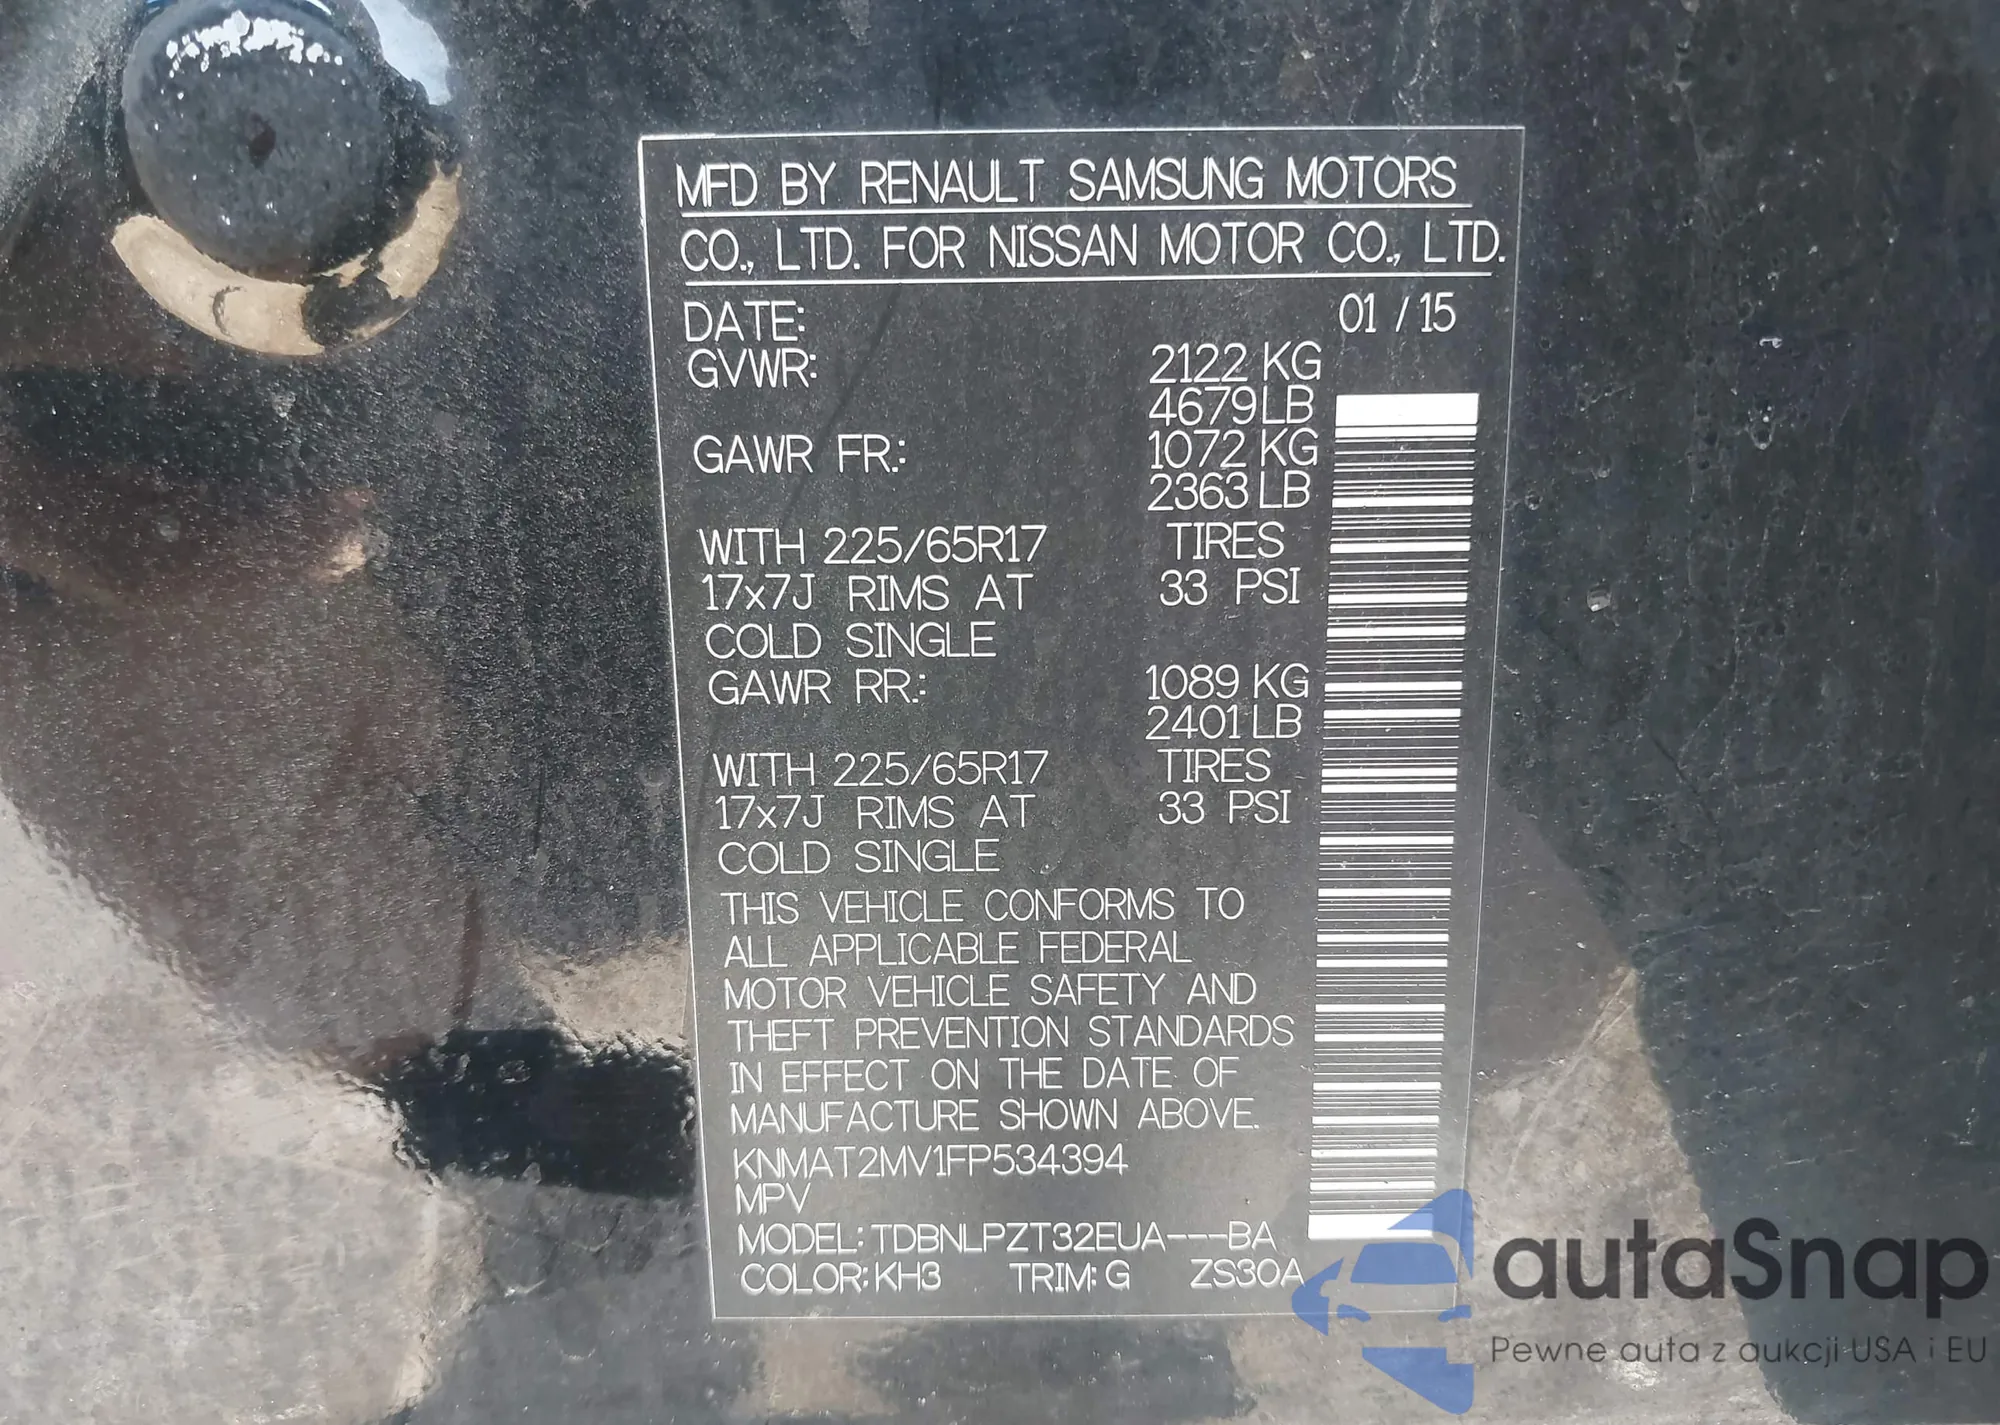 MFD BY RENAULT SAMSUNG MOTORS
CO., LTD. FOR NISSAN MOTOR CO., LTD.
DATE: 01 / 15
GVWR: 2122 KG
4679 LB
GAWR FR.: 1072 KG
2363 LB
WITH 225/65R17 TIRES
17x7J RIMS AT 33 PSI
COLD SINGLE
GAWR RR.: 1089 KG
2401 LB
WITH 225/65R17 TIRES
17x7J RIMS AT 33 PSI
COLD SINGLE
THIS VEHICLE CONFORMS TO
ALL APPLICABLE FEDERAL
MOTOR VEHICLE SAFETY AND
THEFT PREVENTION STANDARDS
IN EFFECT ON THE DATE OF
MANUFACTURE SHOWN ABOVE.
KNMAT2MV1FP534394
MPV
MODEL: TDBNLPZT32EUA---BA
COLOR: KH3 TRIM: G ZS30A
autaSnap
Pewne auta z aukcji USA i EU